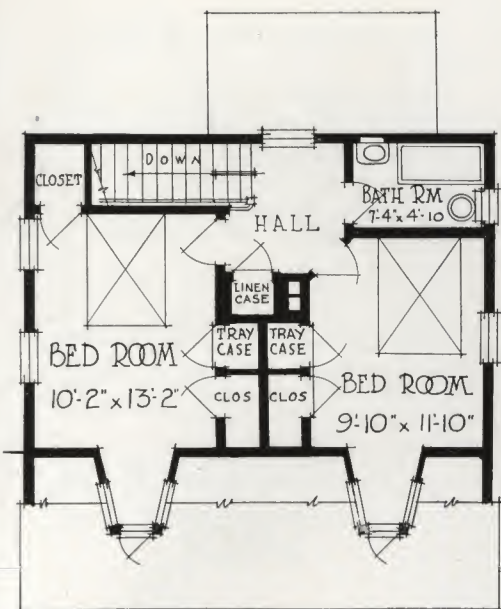 DOWN
CLOSET
BATH RM
7'-4" x 4'-10
HALL
LINEN
CASE
TRAY
CASE
TRAY
CASE
BED ROOM
10'-2" x 13'-2"
CLOS
CLOS
BED ROOM
9'-10" x 11'-10"